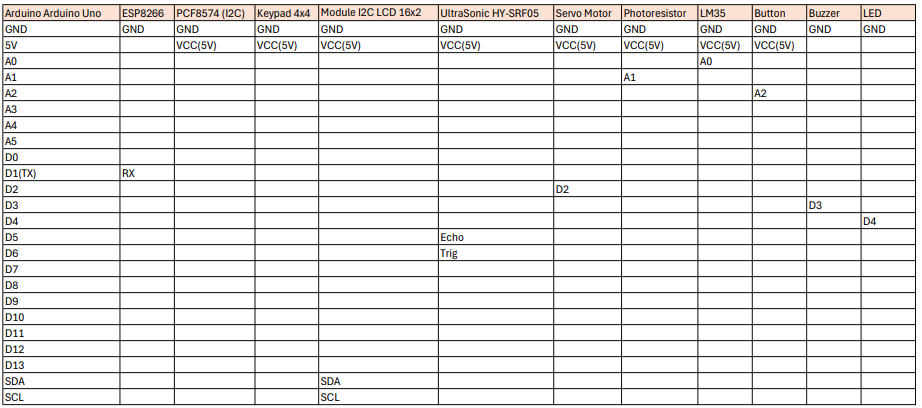 Arduino Arduino Uno ESP8266 PCF8574 (I2C) Keypad 4x4 Module I2C LCD 16x2 UltraSonic HY-SRF05 Servo Motor Photoresistor LM35 Button Buzzer LED
GND GND GND GND GND GND GND GND GND GND GND GND
5V VCC(5V) VCC(5V) VCC(5V) VCC(5V) VCC(5V) VCC(5V) VCC(5V) VCC(5V)
A0 A0
A1 A1
A2 A2
A3
A4
A5
D0
D1(TX) RX
D2 D2
D3 D3
D4 D4
D5 Echo
D6 Trig
D7
D8
D9
D10
D11
D12
D13
SDA SDA
SCL SCL